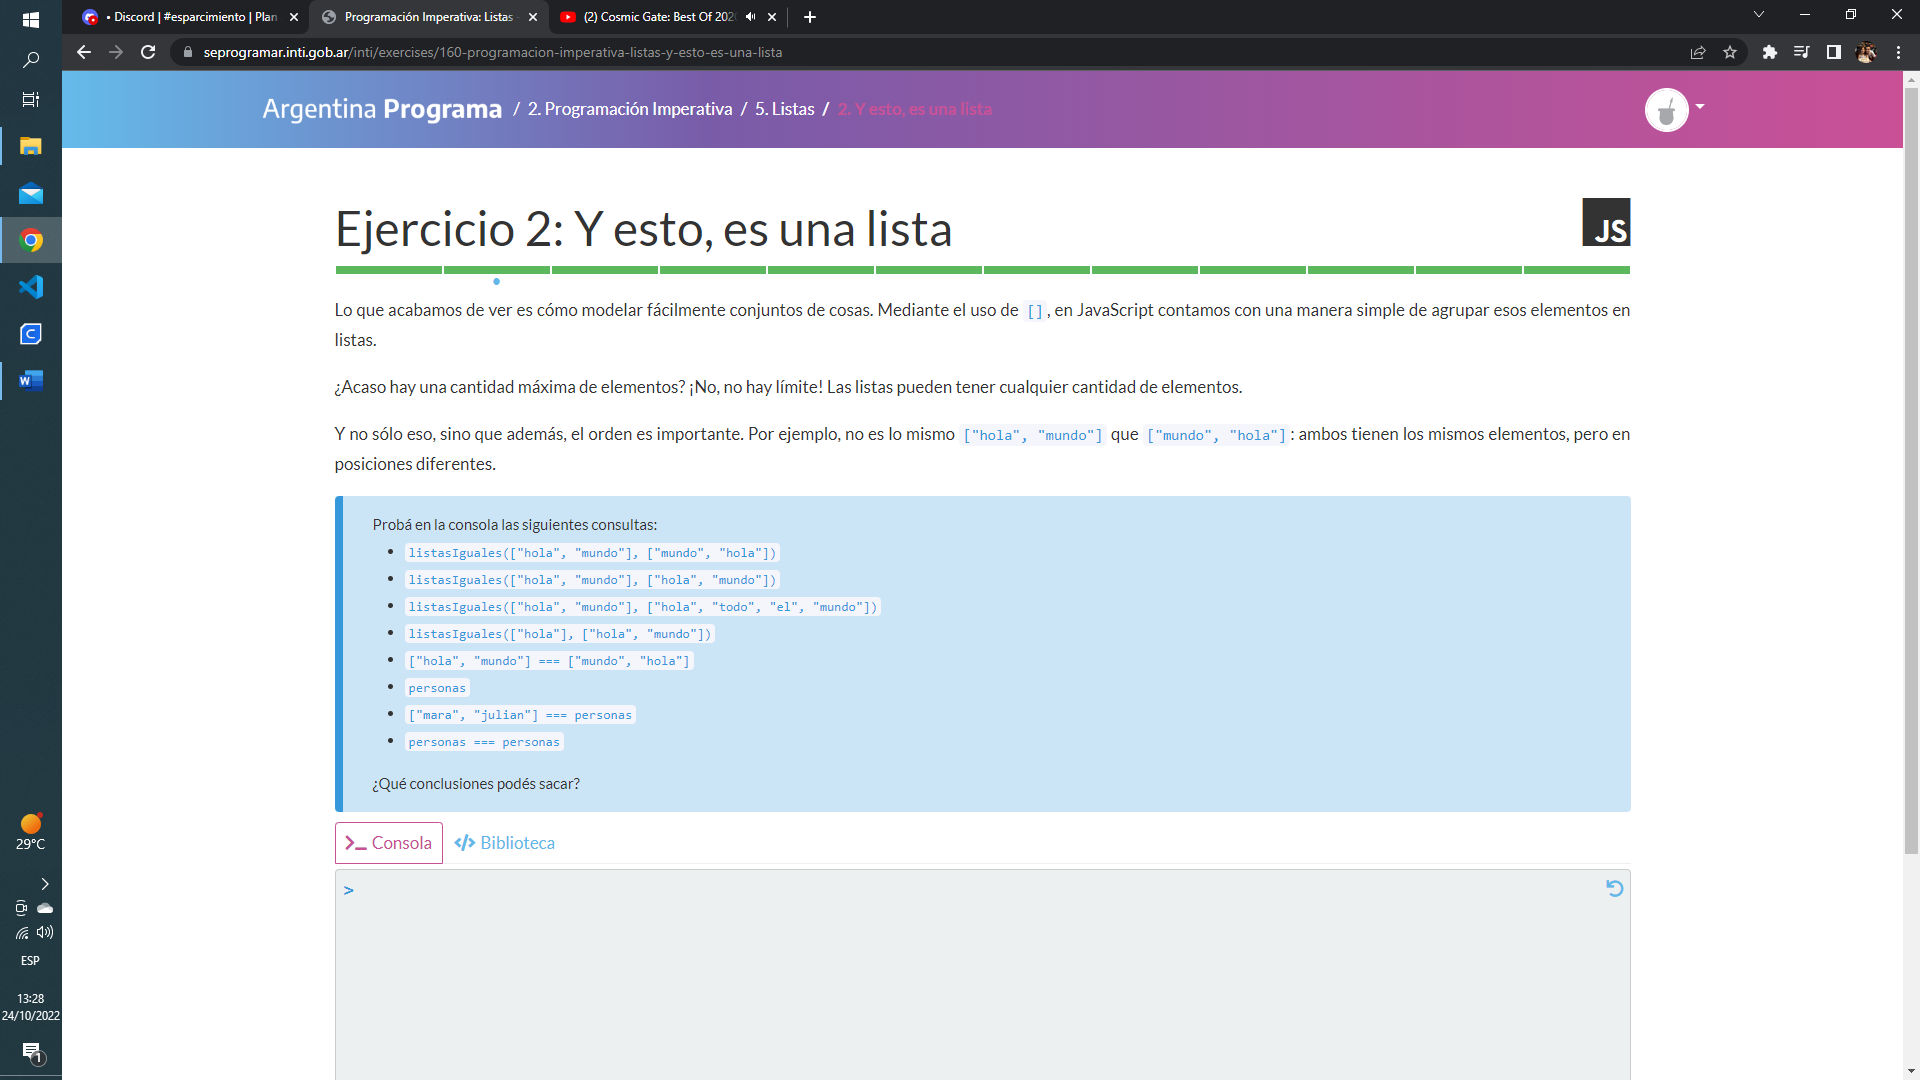 • Discord | #esparcimiento | Plan
Programación Imperativa: Listas -
(2) Cosmic Gate: Best Of 2020
seprogramar.inti.gob.ar/inti/exercises/160-programacion-imperativa-listas-y-esto-es-una-lista
Argentina Programa / 2. Programación Imperativa / 5. Listas / 2. Y esto, es una lista
Ejercicio 2: Y esto, es una lista
JS
Lo que acabamos de ver es cómo modelar fácilmente conjuntos de cosas. Mediante el uso de [], en JavaScript contamos con una manera simple de agrupar esos elementos en
listas.
¿Acaso hay una cantidad máxima de elementos? ¡No, no hay límite! Las listas pueden tener cualquier cantidad de elementos.
Y no sólo eso, sino que además, el orden es importante. Por ejemplo, no es lo mismo ["hola", "mundo"] que ["mundo", "hola"]: ambos tienen los mismos elementos, pero en
posiciones diferentes.
Probá en la consola las siguientes consultas:
• listasIguales(["hola", "mundo"], ["mundo", "hola"])
• listasIguales(["hola", "mundo"], ["hola", "mundo"])
• listasIguales(["hola", "mundo"], ["hola", "todo", "el", "mundo"])
• listasIguales(["hola"], ["hola", "mundo"])
• ["hola", "mundo"] === ["mundo", "hola"]
• personas
• ["mara", "julian"] === personas
• personas === personas
¿Qué conclusiones podés sacar?
>_ Consola
</> Biblioteca
>
29°C
ESP
13:28
24/10/2022
1